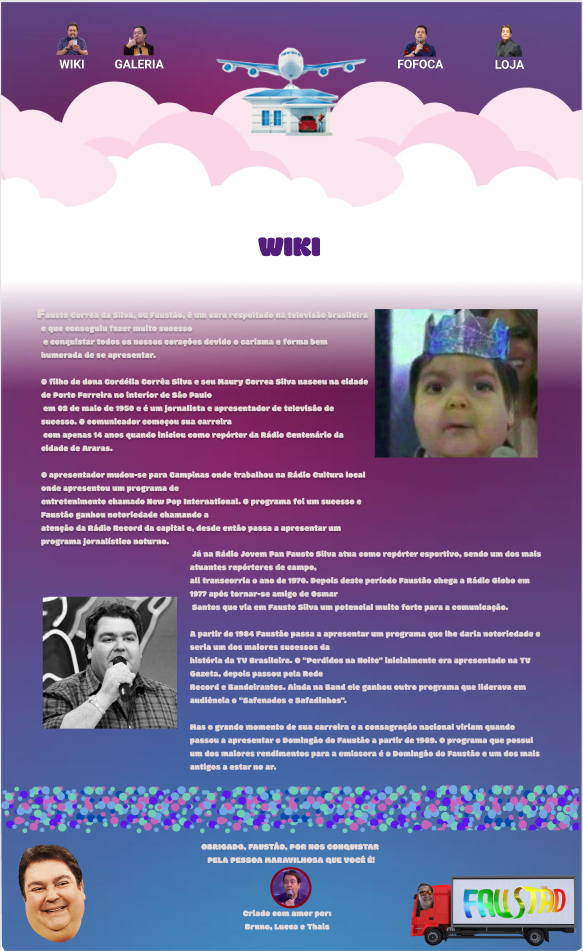 WIKI
GALERIA
FOFOCA
LOJA
WIKI
Fausto Corrêa da Silva, ou Faustão, é um cara respeitado na televisão brasileira
e que conseguiu fazer muito sucesso
e conquistar todos os nossos corações devido o carisma e forma bem
humorada de se apresentar.
O filho de dona Cordélia Corrêa Silva e seu Maury Correa Silva nasceu na cidade
de Porto Ferreira no interior de São Paulo
em 02 de maio de 1950 e é um jornalista e apresentador de televisão de
sucesso. O comunicador começou sua carreira
com apenas 14 anos quando iniciou como repórter da Rádio Centenário da
cidade de Araras.
O apresentador mudou-se para Campinas onde trabalhou na Rádio Cultura local
onde apresentou um programa de
entretenimento chamado New Pop International. O programa foi um sucesso e
Faustão ganhou notoriedade chamando a
atenção da Rádio Record da capital e, desde então passa a apresentar um
programa jornalístico noturno.
Já na Rádio Jovem Pan Fausto Silva atua como repórter esportivo, sendo um dos mais
atuantes repórteres de campo,
ali transcorria o ano de 1970. Depois deste período Faustão chega a Rádio Globo em
1977 após tornar-se amigo de Osmar
Santos que via em Fausto Silva um potencial muito forte para a comunicação.
A partir de 1984 Faustão passa a apresentar um programa que lhe daria notoriedade e
seria um dos maiores sucessos da
história da TV Brasileira. O "Perdidos na Noite" inicialmente era apresentado na TV
Gazeta, depois passou pela Rede
Record e Bandeirantes. Ainda na Band ele ganhou outro programa que liderava em
audiência o "Safenados e Safadinhos".
Mas o grande momento de sua carreira e a consagração nacional viriam quando
passou a apresentar o Domingão do Faustão a partir de 1989. O programa que possui
um dos maiores rendimentos para a emissora é o Domingão do Faustão e um dos mais
antigos a estar no ar.
OBRIGADO, FAUSTÃO, POR NOS CONQUISTAR
PELA PESSOA MARAVILHOSA QUE VOCÊ É!
Criado com amor por:
Bruno, Lucca e Thais
FAUSTÃO